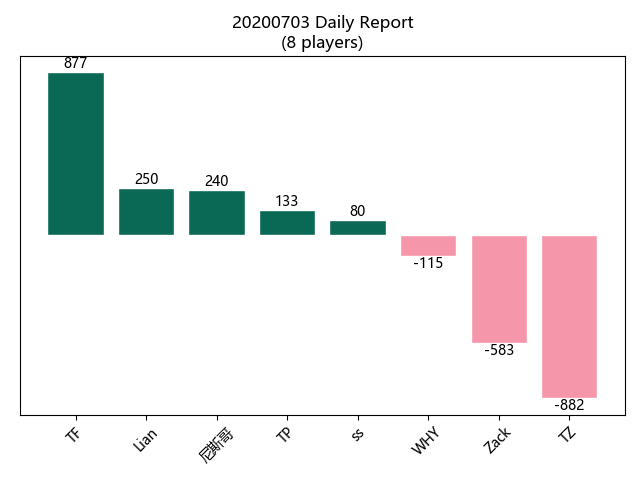 20200703 Daily Report
(8 players)
877
250
240
133
80
-115
-583
-882
TF
Lian
尼斯哥
TP
ss
WHY
Zack
TZ